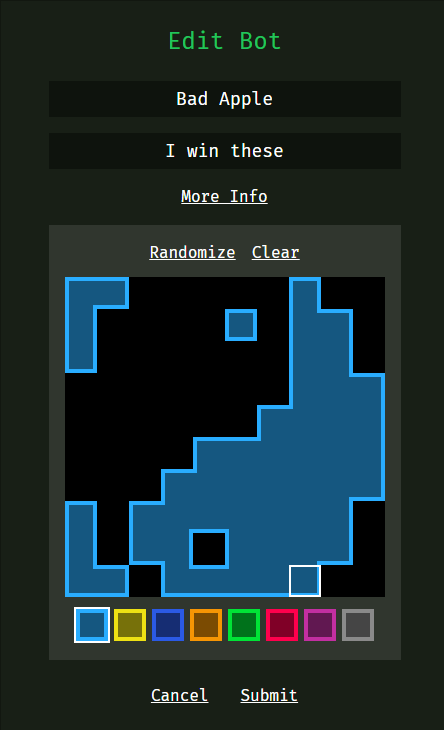 Edit Bot
Bad Apple
I win these
More Info
Randomize Clear
Cancel Submit